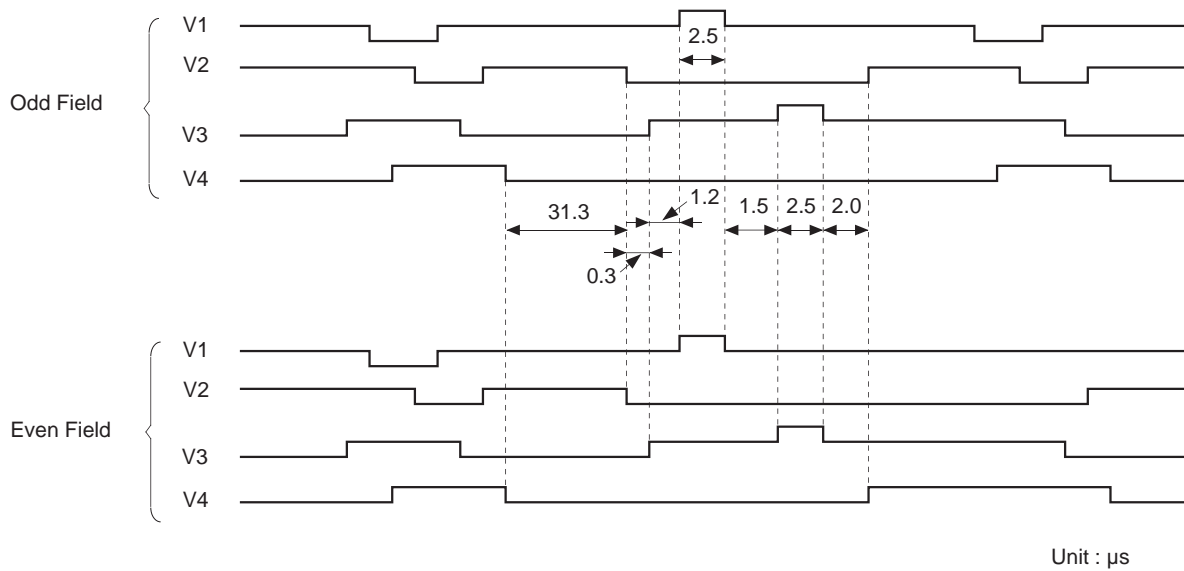 Odd Field
V1
2.5
V2
V3
V4
31.3
1.2
1.5
2.5
2.0
0.3
Even Field
V1
V2
V3
V4
Unit : μs